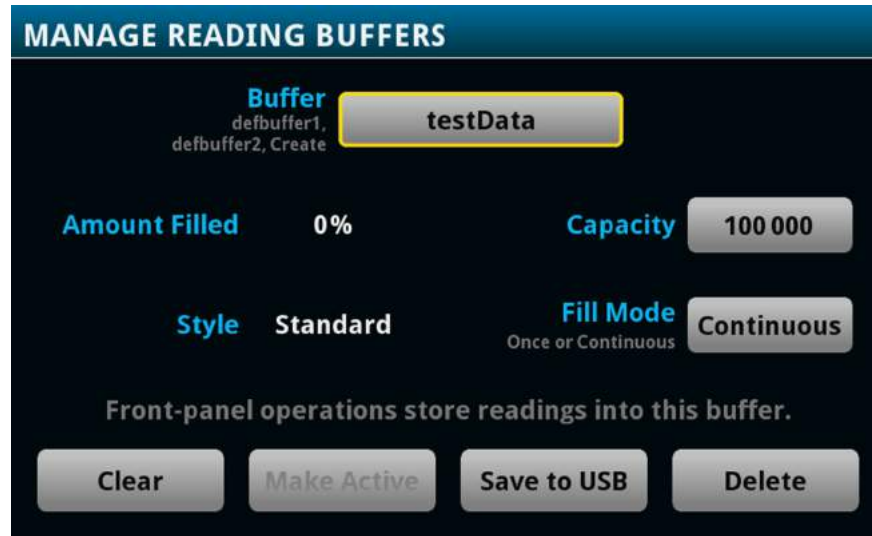 MANAGE READING BUFFERS
Buffer
defbuffer1,
defbuffer2, Create
testData
Amount Filled
0%
Capacity
100 000
Style
Standard
Fill Mode
Once or Continuous
Continuous
Front-panel operations store readings into this buffer.
Clear
Make Active
Save to USB
Delete